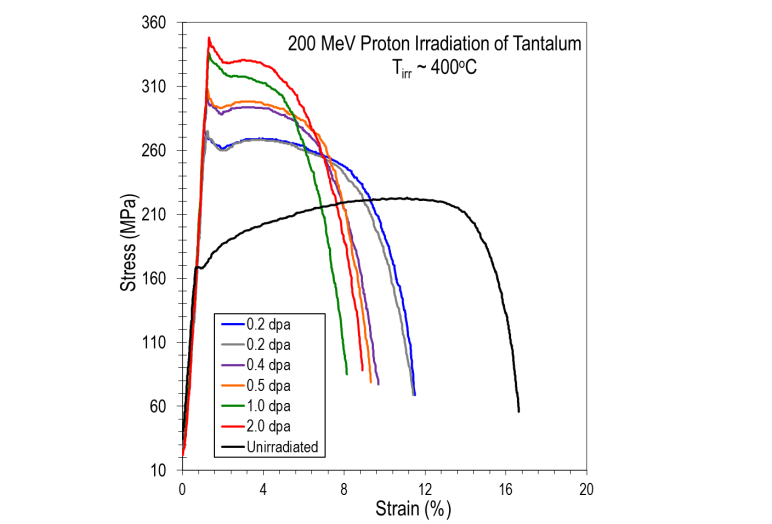 200 MeV Proton Irradiation of Tantalum
Tirr ~ 400ºC
Stress (MPa)
360
310
260
210
160
110
60
10
0.2 dpa
0.2 dpa
0.4 dpa
0.5 dpa
1.0 dpa
2.0 dpa
Unirradiated
0 4 8 12 16 20
Strain (%)